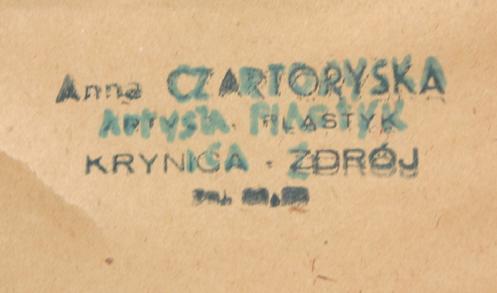 Anna CZARTORYSKA
Artysta PLASTYK
KRYNICA - ZDRÓJ